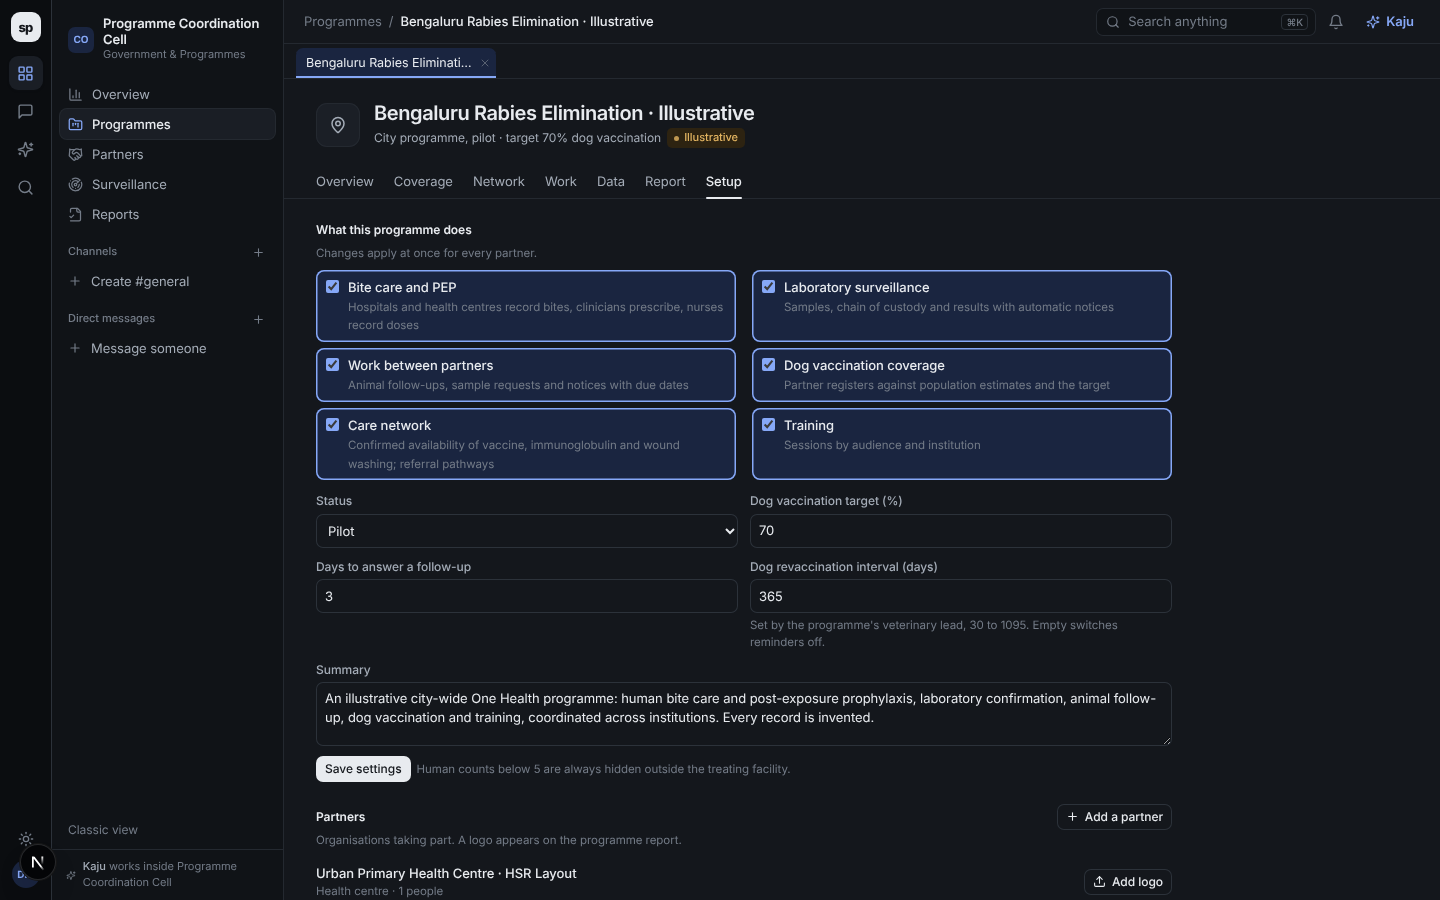 sp
CO
Programme Coordination
Cell
Government & Programmes
Overview
Programmes
Partners
Surveillance
Reports
Channels
Create #general
Direct messages
Message someone
Classic view
Kaju works inside Programme
Coordination Cell
N
Programmes / Bengaluru Rabies Elimination · Illustrative
Search anything
⌘K
Kaju
Bengaluru Rabies Eliminati...
Bengaluru Rabies Elimination · Illustrative
City programme, pilot · target 70% dog vaccination
Illustrative
Overview
Coverage
Network
Work
Data
Report
Setup
What this programme does
Changes apply at once for every partner.
Bite care and PEP
Hospitals and health centres record bites, clinicians prescribe, nurses
record doses
Laboratory surveillance
Samples, chain of custody and results with automatic notices
Work between partners
Animal follow-ups, sample requests and notices with due dates
Dog vaccination coverage
Partner registers against population estimates and the target
Care network
Confirmed availability of vaccine, immunoglobulin and wound
washing; referral pathways
Training
Sessions by audience and institution
Status
Pilot
Dog vaccination target (%)
70
Days to answer a follow-up
3
Dog revaccination interval (days)
365
Set by the programme's veterinary lead, 30 to 1095. Empty switches
reminders off.
Summary
An illustrative city-wide One Health programme: human bite care and post-exposure prophylaxis, laboratory confirmation, animal follow-
up, dog vaccination and training, coordinated across institutions. Every record is invented.
Save settings
Human counts below 5 are always hidden outside the treating facility.
Partners
Add a partner
Organisations taking part. A logo appears on the programme report.
Urban Primary Health Centre · HSR Layout
Health centre · 1 people
Add logo